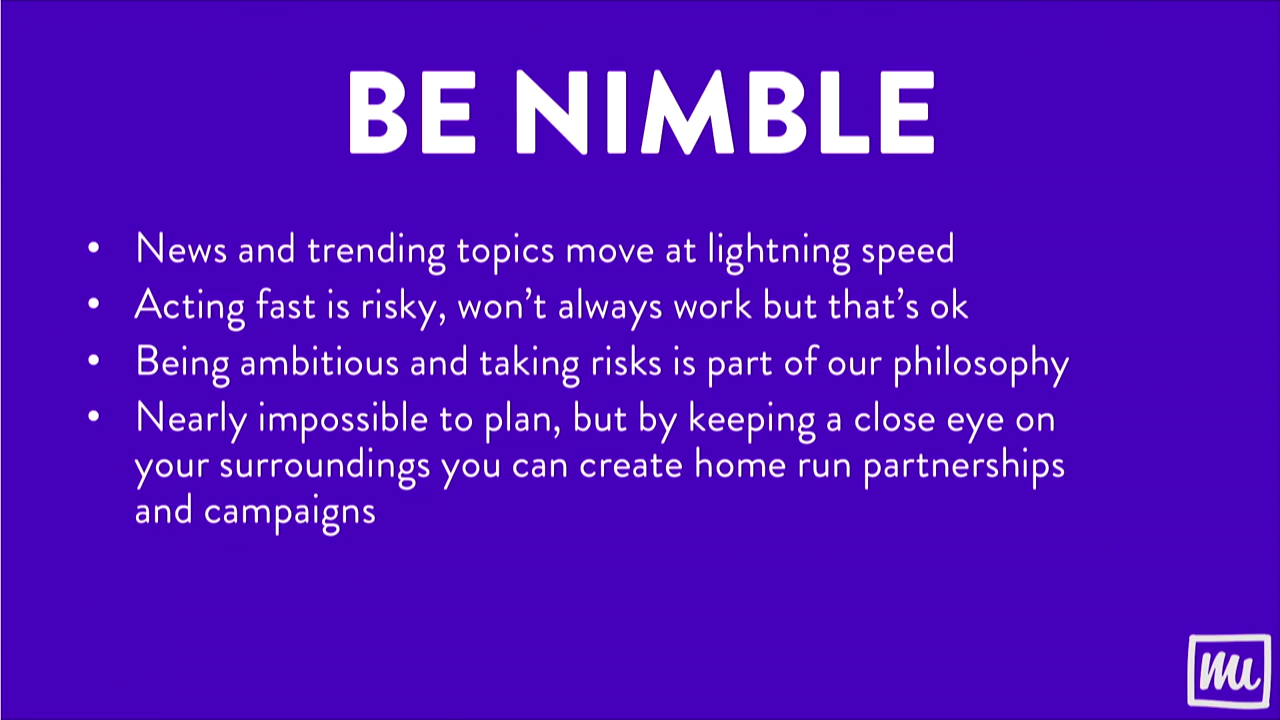 BE NIMBLE
• News and trending topics move at lightning speed
• Acting fast is risky, won’t always work but that’s ok
• Being ambitious and taking risks is part of our philosophy
• Nearly impossible to plan, but by keeping a close eye on
your surroundings you can create home run partnerships
and campaigns
mu